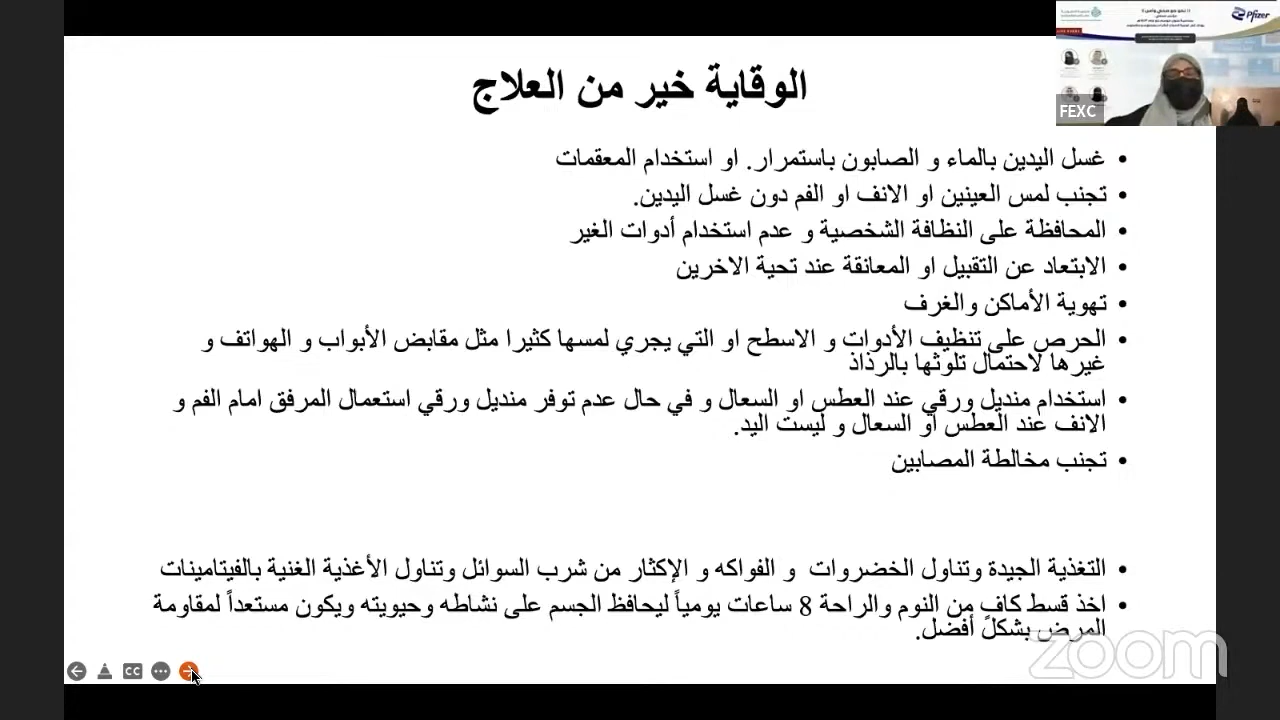 الوقاية خير من العلاج
• غسل اليدين بالماء و الصابون باستمرار. او استخدام المعقمات
• تجنب لمس العينين او الانف او الفم دون غسل اليدين.
• المحافظة على النظافة الشخصية و عدم استخدام أدوات الغير
• الابتعاد عن التقبيل او المعانقة عند تحية الاخرين
• تهوية الأماكن والغرف
• الحرص على تنظيف الأدوات و الاسطح او التي يجري لمسها كثيرا مثل مقابض الأبواب و الهواتف و
غيرها لاحتمال تلوثها بالرذاذ
• استخدام منديل ورقي عند العطس او السعال و في حال عدم توفر منديل ورقي استعمال المرفق امام الفم و
الانف عند العطس او السعال و ليست اليد.
• تجنب مخالطة المصابين
• التغذية الجيدة وتناول الخضروات و الفواكه و الإكثار من شرب السوائل وتناول الأغذية الغنية بالفيتامينات
• اخذ قسط كافٍ من النوم والراحة 8 ساعات يومياً ليحافظ الجسم على نشاطه وحيويته ويكون مستعداً لمقاومة
المرض بشكلٍ أفضل.
Pfizer
FEXC
CC
zoom